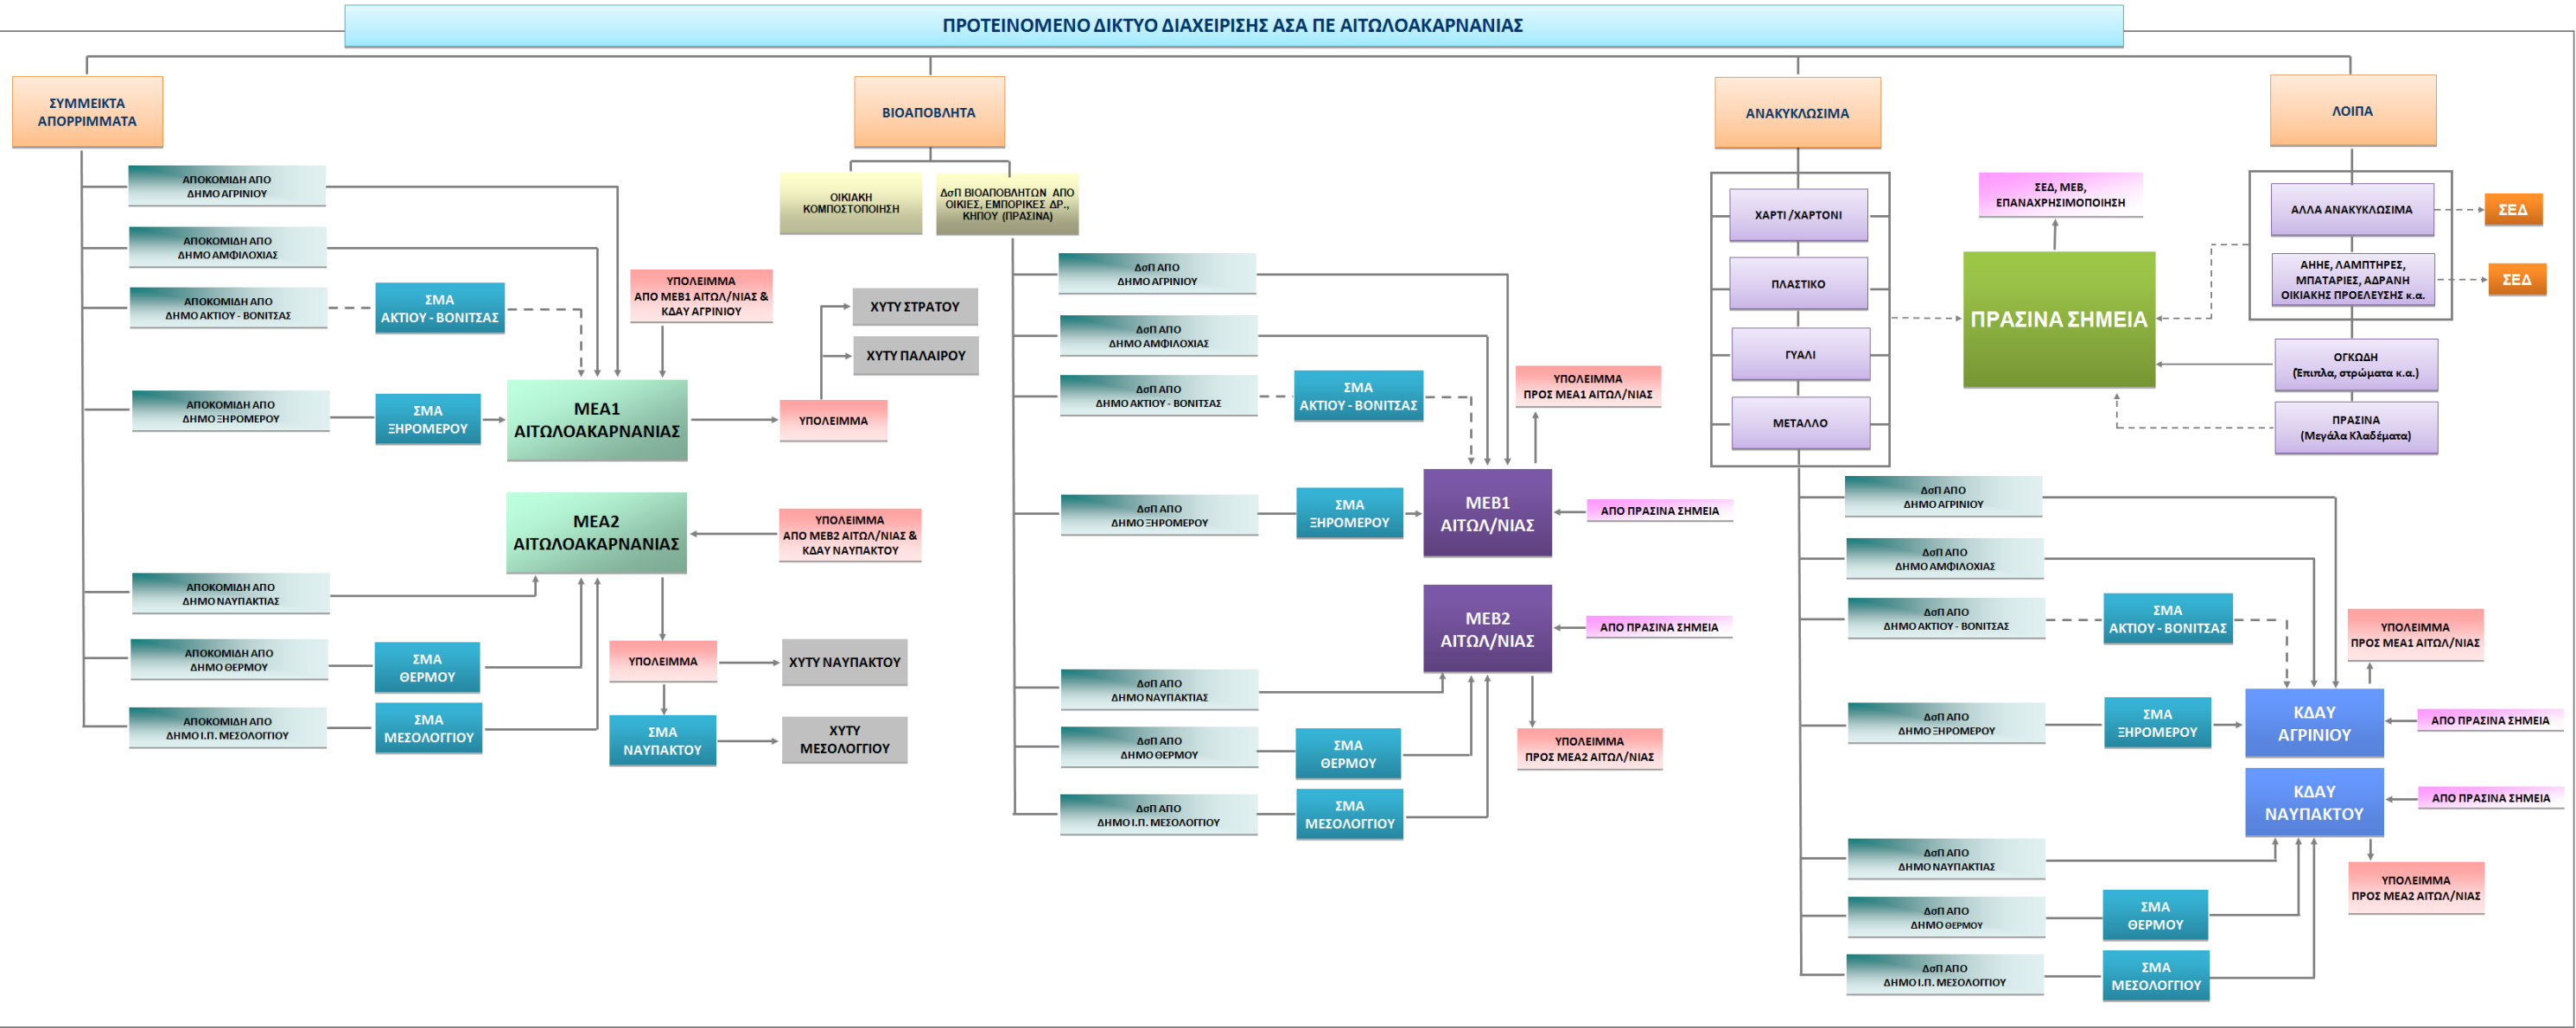 ΠΡΟΤΕΙΝΟΜΕΝΟ ΔΙΚΤΥΟ ΔΙΑΧΕΙΡΙΣΗΣ ΑΣΑ ΠΕ ΑΙΤΩΛΟΑΚΑΡΝΑΝΙΑΣ
ΣΥΜΜΕΙΚΤΑ
ΑΠΟΡΡΙΜΜΑΤΑ
ΑΠΟΚΟΜΙΔΗ ΑΠΟ
ΔΗΜΟ ΑΓΡΙΝΙΟΥ
ΑΠΟΚΟΜΙΔΗ ΑΠΟ
ΔΗΜΟ ΑΜΦΙΛΟΧΙΑΣ
ΑΠΟΚΟΜΙΔΗ ΑΠΟ
ΔΗΜΟ ΑΚΤΙΟΥ - ΒΟΝΙΤΣΑΣ
ΣΜΑ
ΑΚΤΙΟΥ - ΒΟΝΙΤΣΑΣ
ΑΠΟΚΟΜΙΔΗ ΑΠΟ
ΔΗΜΟ ΞΗΡΟΜΕΡΟΥ
ΣΜΑ
ΞΗΡΟΜΕΡΟΥ
ΥΠΟΛΕΙΜΜΑ
ΑΠΟ ΜΕΒ1 ΑΙΤΩΛ/ΝΙΑΣ &
ΚΔΑΥ ΑΓΡΙΝΙΟΥ
ΜΕΑ1
ΑΙΤΩΛΟΑΚΑΡΝΑΝΙΑΣ
ΥΠΟΛΕΙΜΜΑ
ΧΥΤΥ ΣΤΡΑΤΟΥ
ΧΥΤΥ ΠΑΛΑΙΡΟΥ
ΜΕΑ2
ΑΙΤΩΛΟΑΚΑΡΝΑΝΙΑΣ
ΥΠΟΛΕΙΜΜΑ
ΑΠΟ ΜΕΒ2 ΑΙΤΩΛ/ΝΙΑΣ &
ΚΔΑΥ ΝΑΥΠΑΚΤΟΥ
ΑΠΟΚΟΜΙΔΗ ΑΠΟ
ΔΗΜΟ ΝΑΥΠΑΚΤΙΑΣ
ΑΠΟΚΟΜΙΔΗ ΑΠΟ
ΔΗΜΟ ΘΕΡΜΟΥ
ΣΜΑ
ΘΕΡΜΟΥ
ΑΠΟΚΟΜΙΔΗ ΑΠΟ
ΔΗΜΟ Ι.Π. ΜΕΣΟΛΟΓΓΙΟΥ
ΣΜΑ
ΜΕΣΟΛΟΓΓΙΟΥ
ΥΠΟΛΕΙΜΜΑ
ΧΥΤΥ ΝΑΥΠΑΚΤΟΥ
ΣΜΑ
ΝΑΥΠΑΚΤΟΥ
ΧΥΤΥ
ΜΕΣΟΛΟΓΓΙΟΥ
ΒΙΟΑΠΟΒΛΗΤΑ
ΟΙΚΙΑΚΗ
ΚΟΜΠΟΣΤΟΠΟΙΗΣΗ
ΔσΠ ΒΙΟΑΠΟΒΛΗΤΩΝ ΑΠΟ
ΟΙΚΙΕΣ, ΕΜΠΟΡΙΚΕΣ ΔΡ.,
ΚΗΠΟΥ (ΠΡΑΣΙΝΑ)
ΔσΠ ΑΠΟ
ΔΗΜΟ ΑΓΡΙΝΙΟΥ
ΔσΠ ΑΠΟ
ΔΗΜΟ ΑΜΦΙΛΟΧΙΑΣ
ΔσΠ ΑΠΟ
ΔΗΜΟ ΑΚΤΙΟΥ - ΒΟΝΙΤΣΑΣ
ΣΜΑ
ΑΚΤΙΟΥ - ΒΟΝΙΤΣΑΣ
ΥΠΟΛΕΙΜΜΑ
ΠΡΟΣ ΜΕΑ1 ΑΙΤΩΛ/ΝΙΑΣ
ΔσΠ ΑΠΟ
ΔΗΜΟ ΞΗΡΟΜΕΡΟΥ
ΣΜΑ
ΞΗΡΟΜΕΡΟΥ
ΜΕΒ1
ΑΙΤΩΛ/ΝΙΑΣ
ΑΠΟ ΠΡΑΣΙΝΑ ΣΗΜΕΙΑ
ΜΕΒ2
ΑΙΤΩΛ/ΝΙΑΣ
ΑΠΟ ΠΡΑΣΙΝΑ ΣΗΜΕΙΑ
ΔσΠ ΑΠΟ
ΔΗΜΟ ΝΑΥΠΑΚΤΙΑΣ
ΔσΠ ΑΠΟ
ΔΗΜΟ ΘΕΡΜΟΥ
ΣΜΑ
ΘΕΡΜΟΥ
ΥΠΟΛΕΙΜΜΑ
ΠΡΟΣ ΜΕΑ2 ΑΙΤΩΛ/ΝΙΑΣ
ΔσΠ ΑΠΟ
ΔΗΜΟ Ι.Π. ΜΕΣΟΛΟΓΓΙΟΥ
ΣΜΑ
ΜΕΣΟΛΟΓΓΙΟΥ
ΑΝΑΚΥΚΛΩΣΙΜΑ
ΧΑΡΤΙ /ΧΑΡΤΟΝΙ
ΠΛΑΣΤΙΚΟ
ΓΥΑΛΙ
ΜΕΤΑΛΛΟ
ΣΕΔ, ΜΕΒ,
ΕΠΑΝΑΧΡΗΣΙΜΟΠΟΙΗΣΗ
ΠΡΑΣΙΝΑ ΣΗΜΕΙΑ
ΛΟΙΠΑ
ΑΛΛΑ ΑΝΑΚΥΚΛΩΣΙΜΑ
ΣΕΔ
ΑΗΗΕ, ΛΑΜΠΤΗΡΕΣ,
ΜΠΑΤΑΡΙΕΣ, ΑΔΡΑΝΗ
ΟΙΚΙΑΚΗΣ ΠΡΟΕΛΕΥΣΗΣ κ.α.
ΣΕΔ
ΟΓΚΩΔΗ
(Έπιπλα, στρώματα κ.α.)
ΠΡΑΣΙΝΑ
(Μεγάλα Κλαδέματα)
ΔσΠ ΑΠΟ
ΔΗΜΟ ΑΓΡΙΝΙΟΥ
ΔσΠ ΑΠΟ
ΔΗΜΟ ΑΜΦΙΛΟΧΙΑΣ
ΔσΠ ΑΠΟ
ΔΗΜΟ ΑΚΤΙΟΥ - ΒΟΝΙΤΣΑΣ
ΣΜΑ
ΑΚΤΙΟΥ - ΒΟΝΙΤΣΑΣ
ΥΠΟΛΕΙΜΜΑ
ΠΡΟΣ ΜΕΑ1 ΑΙΤΩΛ/ΝΙΑΣ
ΔσΠ ΑΠΟ
ΔΗΜΟ ΞΗΡΟΜΕΡΟΥ
ΣΜΑ
ΞΗΡΟΜΕΡΟΥ
ΚΔΑΥ
ΑΓΡΙΝΙΟΥ
ΑΠΟ ΠΡΑΣΙΝΑ ΣΗΜΕΙΑ
ΚΔΑΥ
ΝΑΥΠΑΚΤΟΥ
ΑΠΟ ΠΡΑΣΙΝΑ ΣΗΜΕΙΑ
ΔσΠ ΑΠΟ
ΔΗΜΟ ΝΑΥΠΑΚΤΙΑΣ
ΥΠΟΛΕΙΜΜΑ
ΠΡΟΣ ΜΕΑ2 ΑΙΤΩΛ/ΝΙΑΣ
ΔσΠ ΑΠΟ
ΔΗΜΟ ΘΕΡΜΟΥ
ΣΜΑ
ΘΕΡΜΟΥ
ΔσΠ ΑΠΟ
ΔΗΜΟ Ι.Π. ΜΕΣΟΛΟΓΓΙΟΥ
ΣΜΑ
ΜΕΣΟΛΟΓΓΙΟΥ